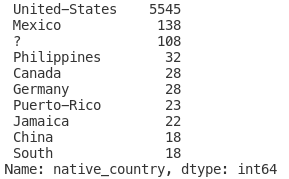 United-States    5545
Mexico            138
?                 108
Philippines        32
Canada             28
Germany            28
Puerto-Rico        23
Jamaica            22
China              18
South              18
Name: native_country, dtype: int64